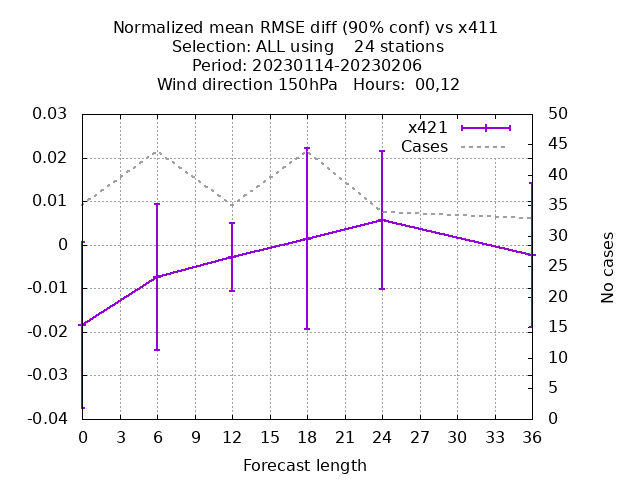 Normalized mean RMSE diff (90% conf) vs x411
Selection: ALL using    24 stations
Period: 20230114-20230206
Wind direction 150hPa   Hours:  00,12
0.03
0.02
0.01
0
-0.01
-0.02
-0.03
-0.04
x421
Cases
50
45
40
35
30
25
20
15
10
5
0
No cases
0 3 6 9 12 15 18 21 24 27 30 33 36
Forecast length